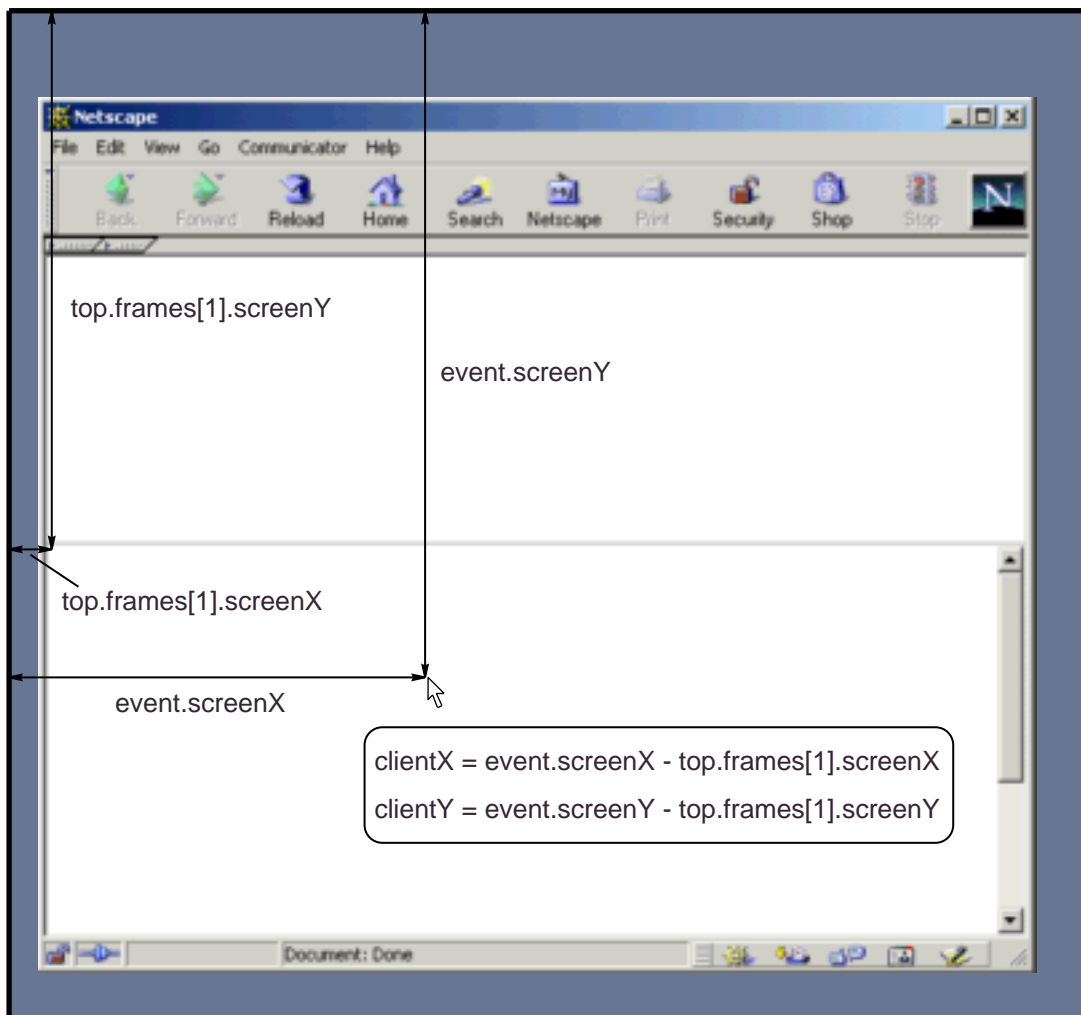 Netscape
File Edit View Go Communicator Help
Back Forward Reload Home Search Netscape Print Security Shop Stop
N
top.frames[1].screenY
event.screenY
top.frames[1].screenX
event.screenX
clientX = event.screenX - top.frames[1].screenX
clientY = event.screenY - top.frames[1].screenY
Document: Done